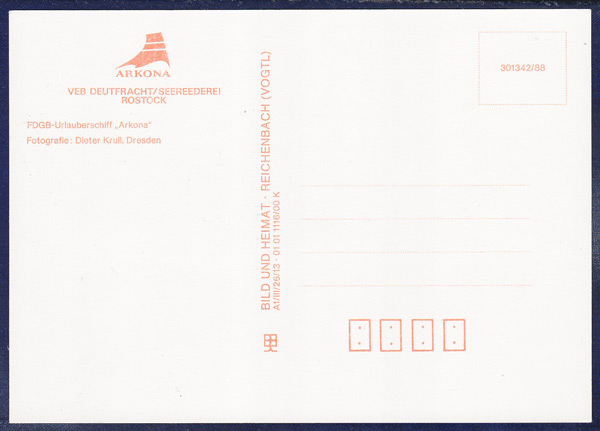 ARKONA
VEB DEUTFRACHT/SEEREEDEREI
ROSTOCK
FDGB-Urlauberschiff „Arkona“
Fotografie: Dieter Krull, Dresden
BILD UND HEIMAT · REICHENBACH (VOGTL)
A1/III/26/13 · 01 01 1116/00 K
301342/88